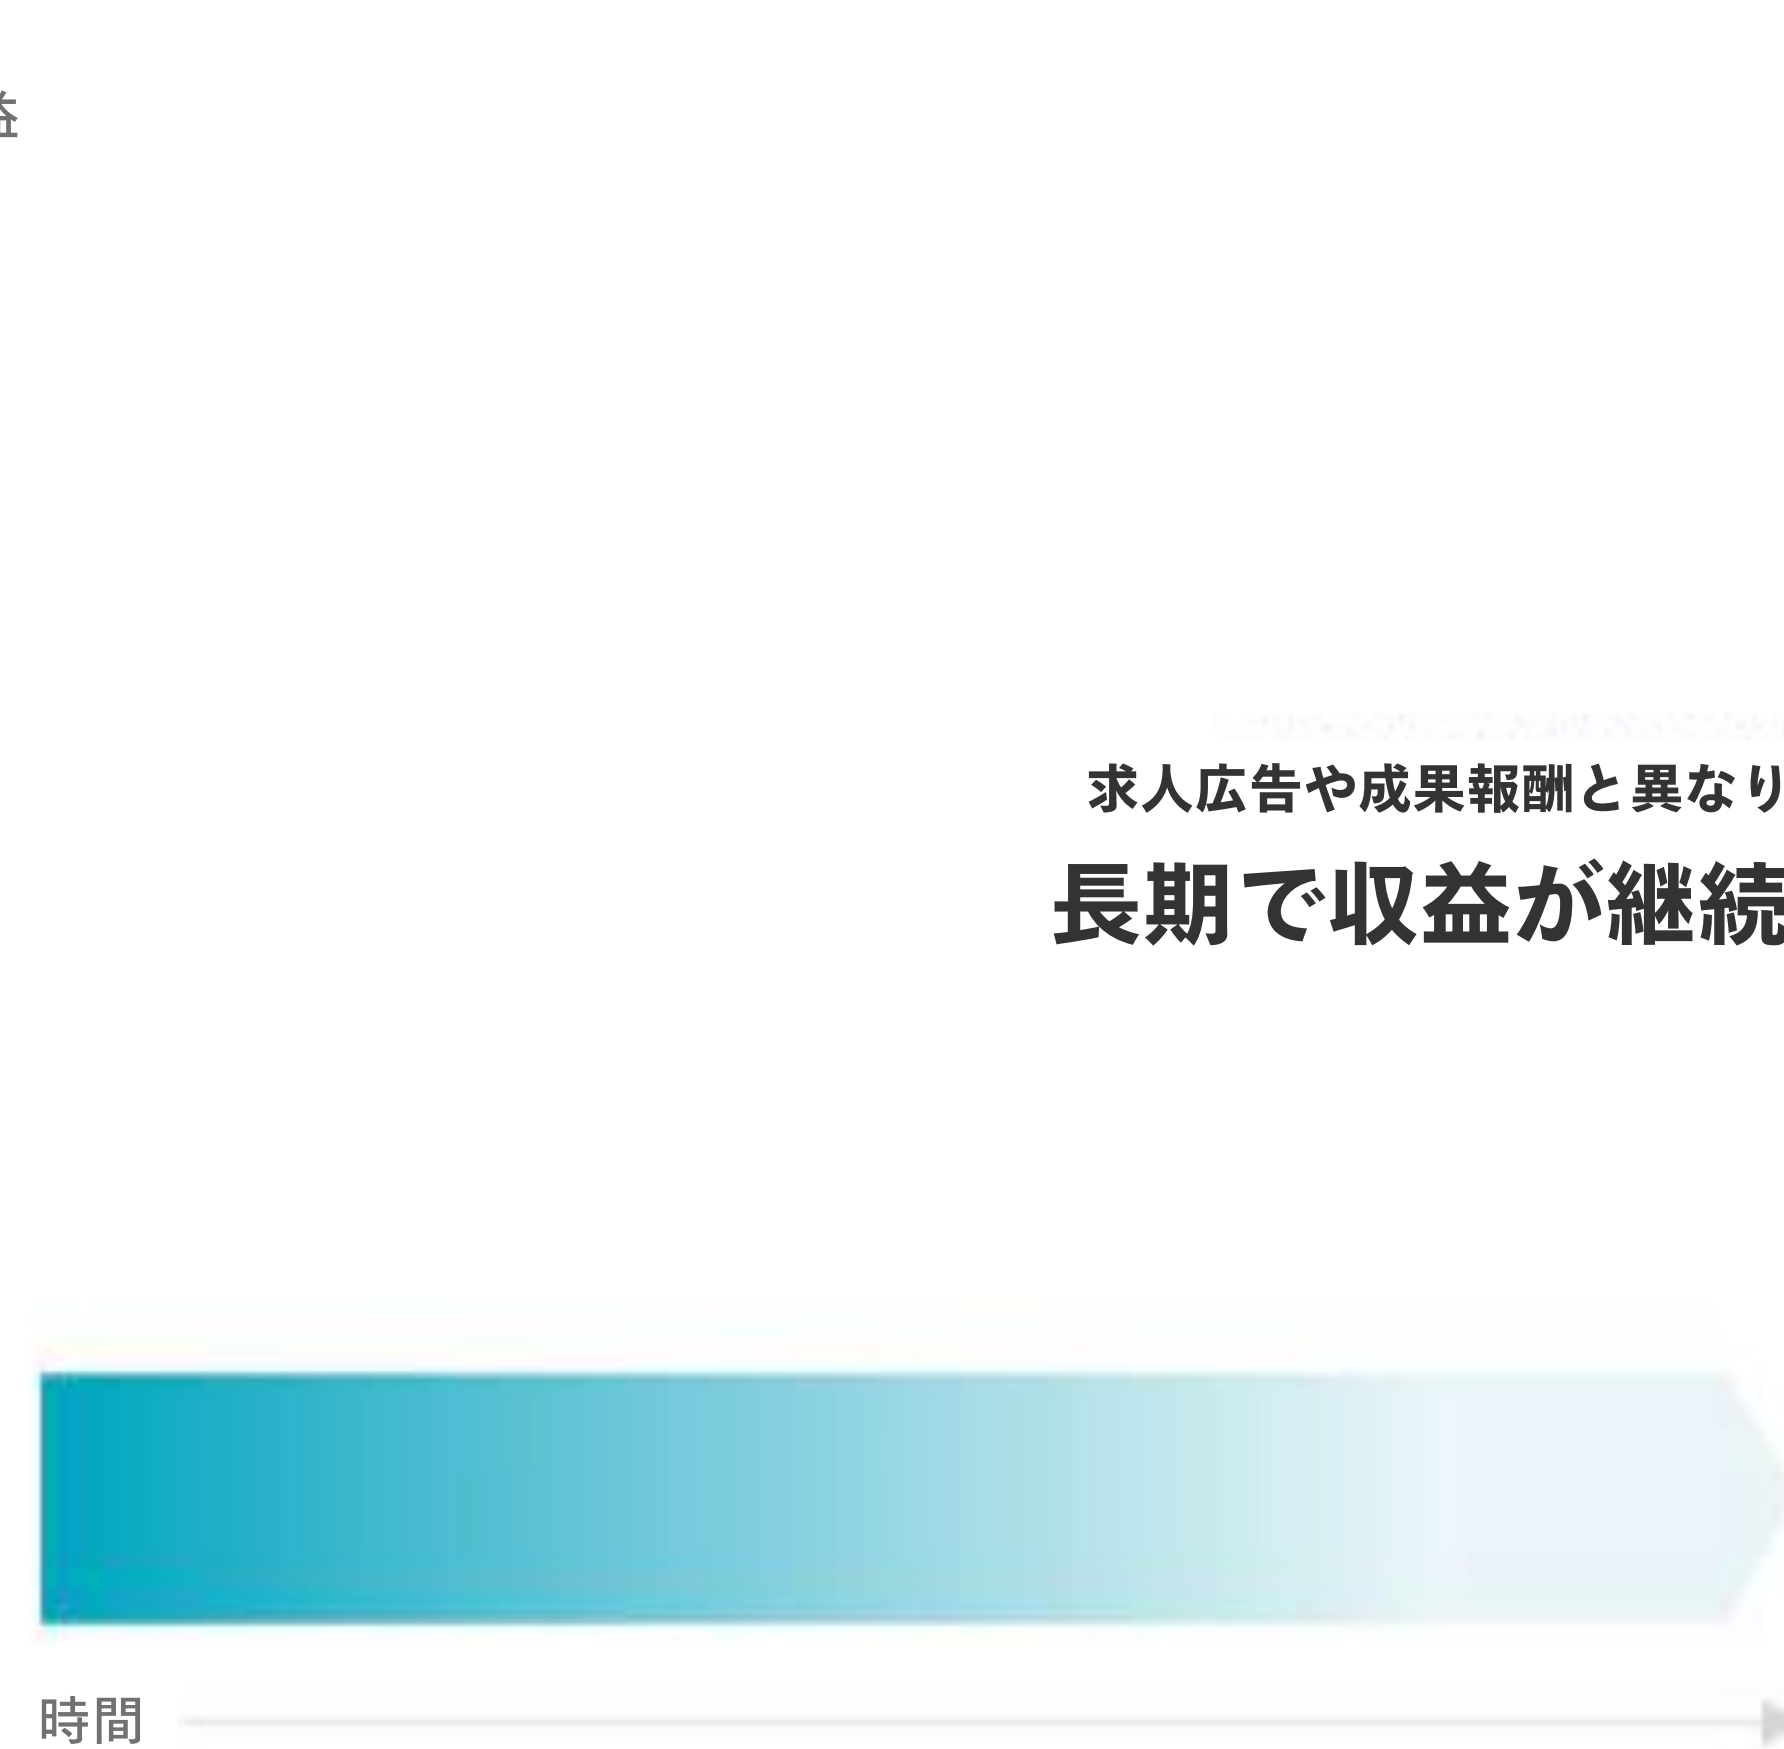 益
求人広告や成果報酬と異なり
長期で収益が継続
時間